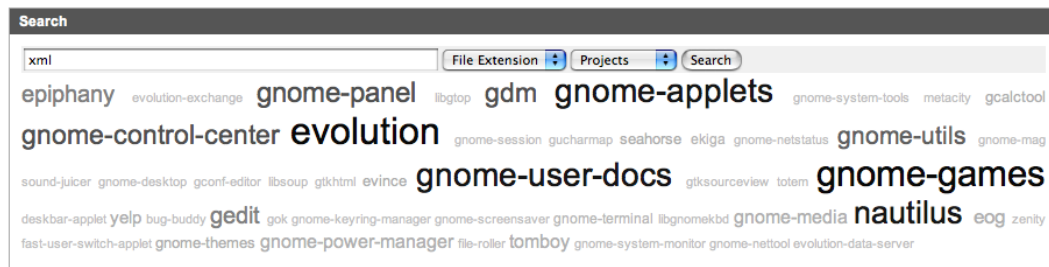 Search
xml File Extension Projects Search
epiphany evolution-exchange gnome-panel libgtop gdm gnome-applets gnome-system-tools metacity gcalctool
gnome-control-center evolution gnome-session gucharmap seahorse ekiga gnome-netstatus gnome-utils gnome-mag
sound-juicer gnome-desktop gconf-editor libsoup gtkhtml evince gnome-user-docs gtksourceview totem gnome-games
deskbar-applet yelp bug-buddy gedit gok gnome-keyring-manager gnome-screensaver gnome-terminal libgnomekbd gnome-media nautilus eog zenity
fast-user-switch-applet gnome-themes gnome-power-manager file-roller tomboy gnome-system-monitor gnome-nettool evolution-data-server